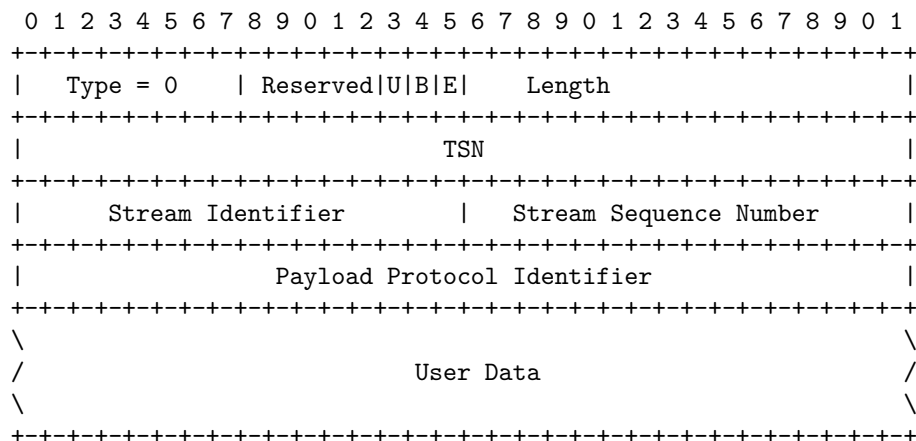 0 1 2 3 4 5 6 7 8 9 0 1 2 3 4 5 6 7 8 9 0 1 2 3 4 5 6 7 8 9 0 1
+-+-+-+-+-+-+-+-+-+-+-+-+-+-+-+-+-+-+-+-+-+-+-+-+-+-+-+-+-+-+-+-+
|   Type = 0    | Reserved|U|B|E|    Length                     |
+-+-+-+-+-+-+-+-+-+-+-+-+-+-+-+-+-+-+-+-+-+-+-+-+-+-+-+-+-+-+-+-+
|                              TSN                              |
+-+-+-+-+-+-+-+-+-+-+-+-+-+-+-+-+-+-+-+-+-+-+-+-+-+-+-+-+-+-+-+-+
|      Stream Identifier        |   Stream Sequence Number      |
+-+-+-+-+-+-+-+-+-+-+-+-+-+-+-+-+-+-+-+-+-+-+-+-+-+-+-+-+-+-+-+-+
|                  Payload Protocol Identifier                  |
+-+-+-+-+-+-+-+-+-+-+-+-+-+-+-+-+-+-+-+-+-+-+-+-+-+-+-+-+-+-+-+-+
\                                                               \
/                            User Data                          /
\                                                               \
+-+-+-+-+-+-+-+-+-+-+-+-+-+-+-+-+-+-+-+-+-+-+-+-+-+-+-+-+-+-+-+-+